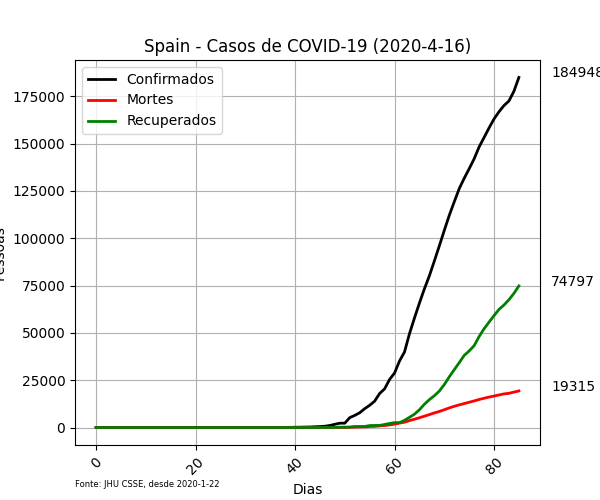 Spain - Casos de COVID-19 (2020-4-16)
Confirmados
Mortes
Recuperados
184948
74797
19315
175000
150000
125000
100000
75000
50000
25000
0
0
20
40
60
80
Dias
Fonte: JHU CSSE, desde 2020-1-22